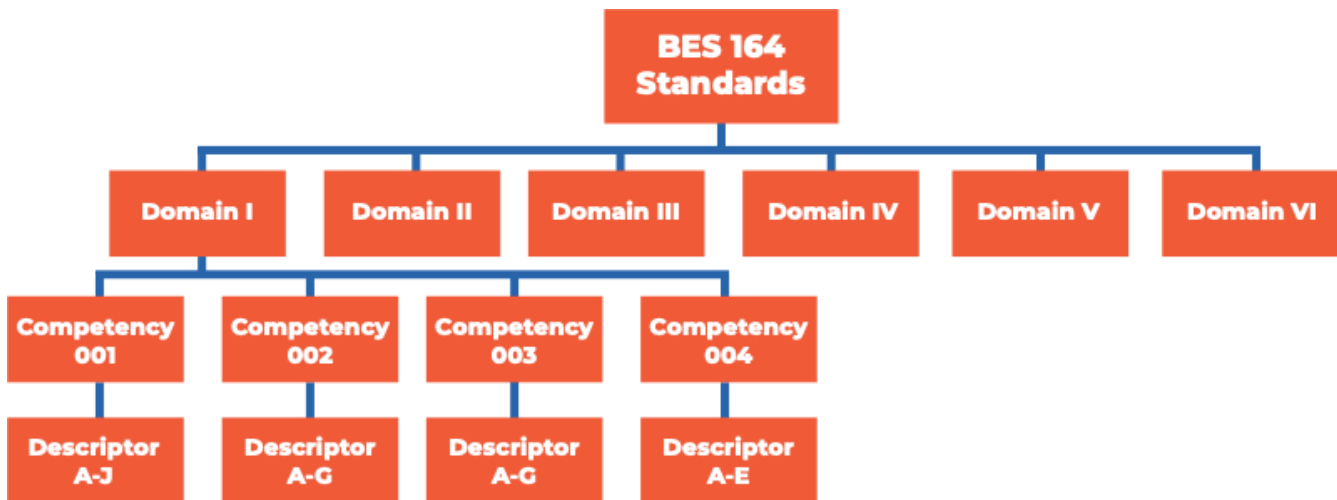 BES 164
Standards
Domain I
Domain II
Domain III
Domain IV
Domain V
Domain VI
Competency
001
Competency
002
Competency
003
Competency
004
Descriptor
A-J
Descriptor
A-G
Descriptor
A-G
Descriptor
A-E